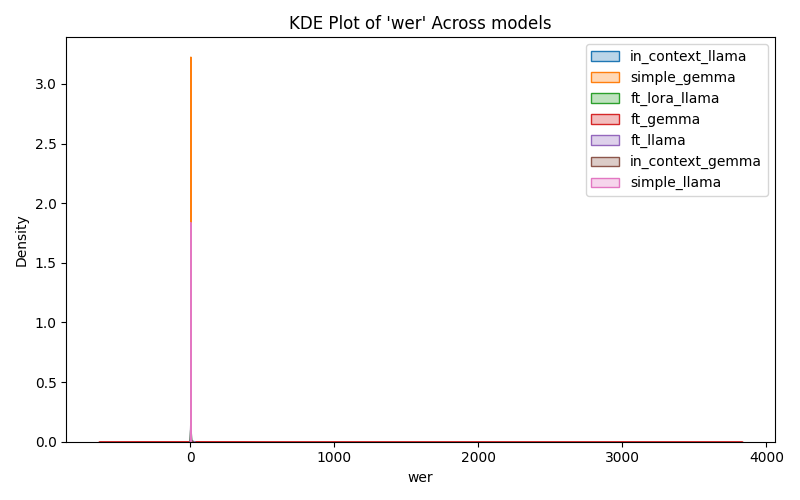 KDE Plot of 'wer' Across models
in_context_llama
simple_gemma
ft_lora_llama
ft_gemma
ft_llama
in_context_gemma
simple_llama
Density
3.0
2.5
2.0
1.5
1.0
0.5
0.0
0 1000 2000 3000 4000
wer